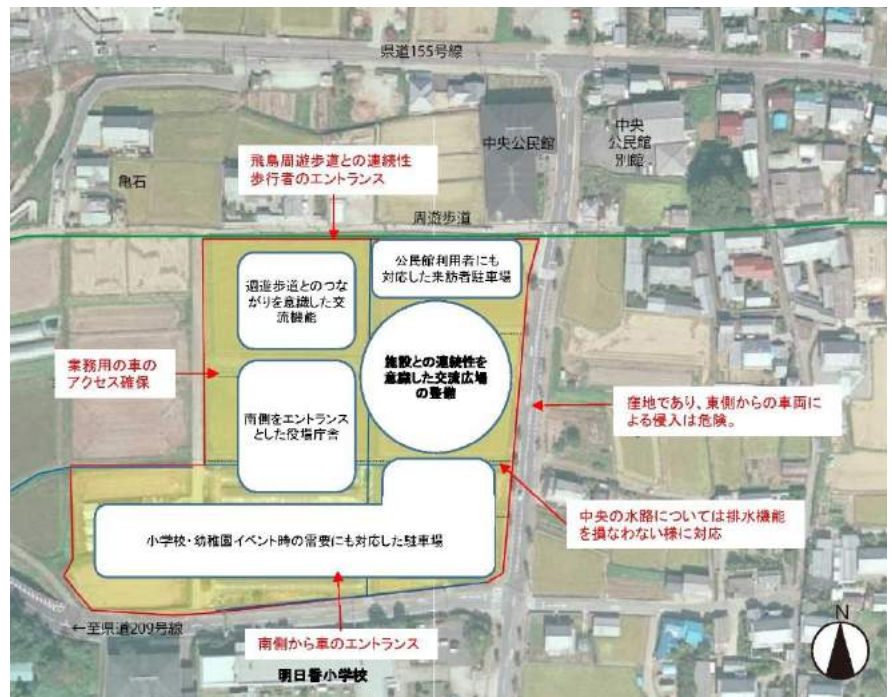 県道155号線
中央公民館
中央
公民館
別館
飛鳥周遊歩道との連続性
歩行者のエントランス
亀石
周遊歩道
公民館利用者にも
対応した来訪者駐車場
週遊歩道とのつな
がりを意識した交
流機能
施設との連続性を
意識した交流広場
の整備
業務用の車の
アクセス確保
南側をエントランス
とした役場庁舎
窪地であり、東側からの車両に
よる侵入は危険。
中央の水路については排水機能
を損なわない様に対応
小学校・幼稚園イベント時の需要にも対応した駐車場
←至県道209号線
南側から車のエントランス
明日香小学校
N